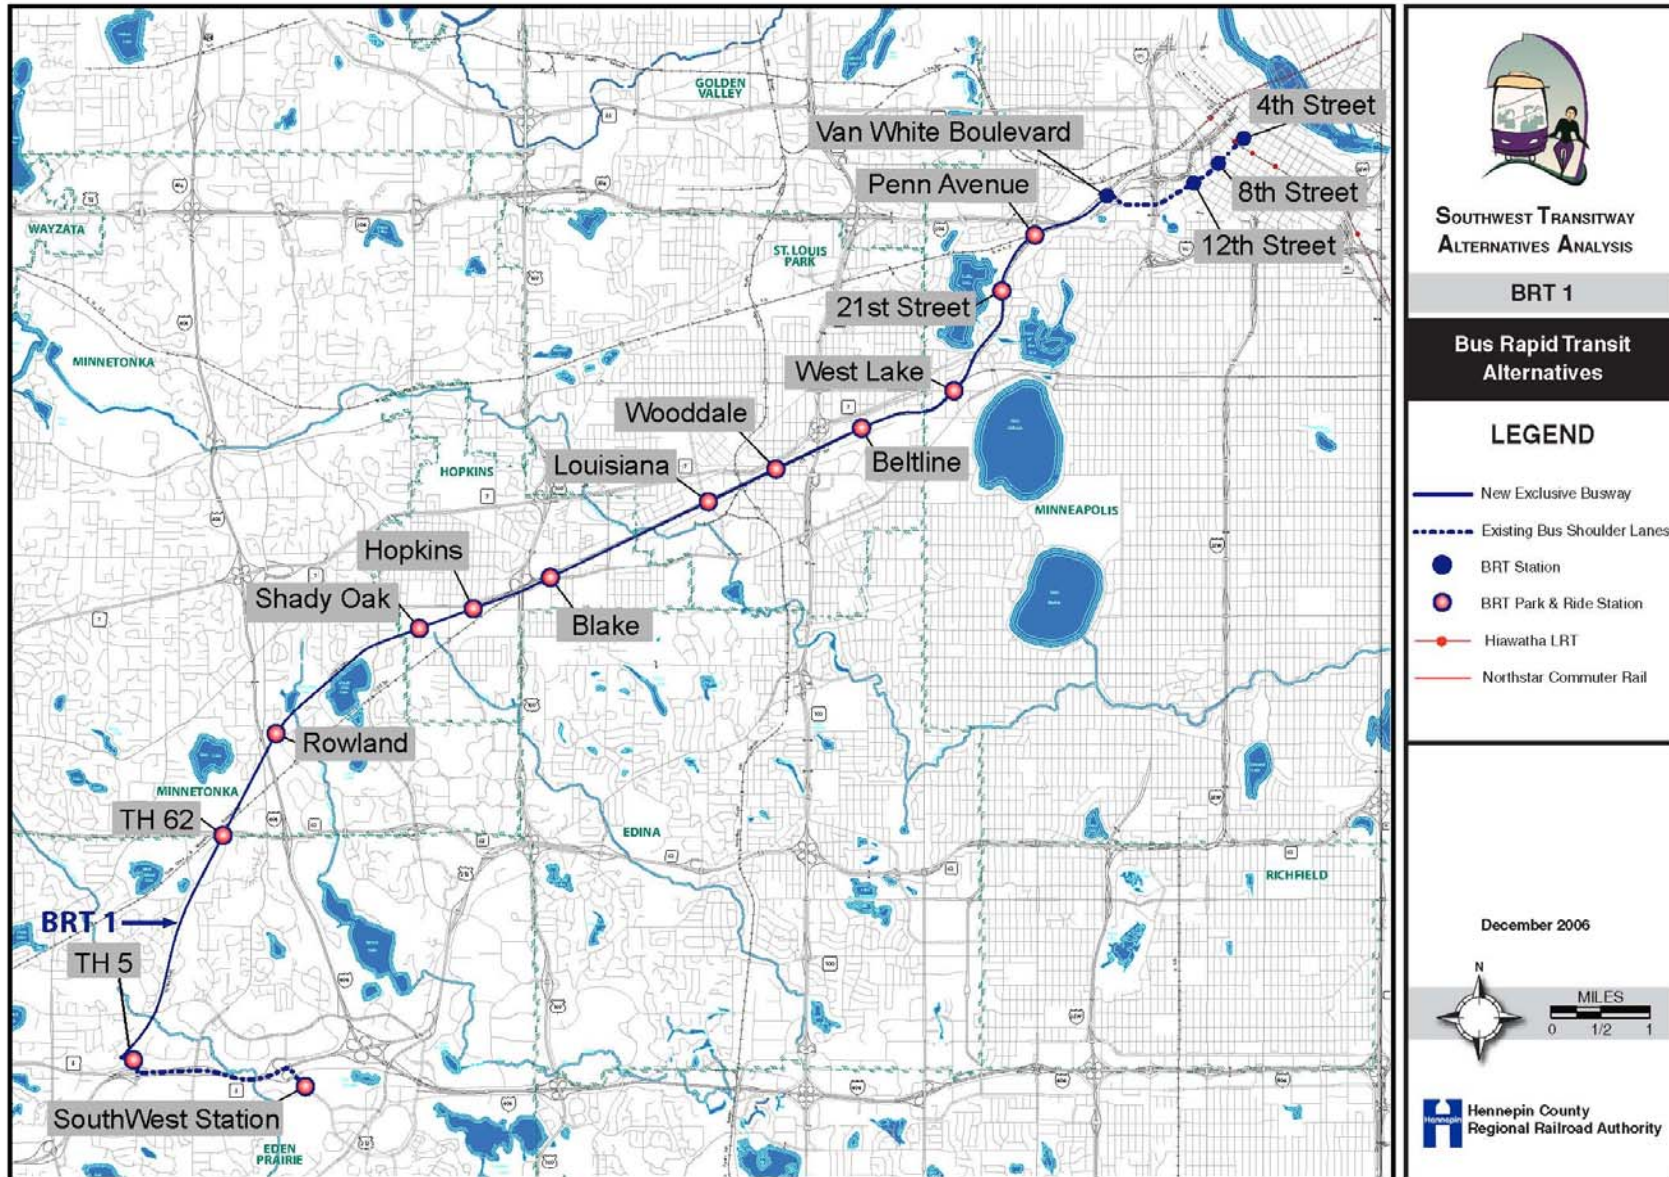 GOLDEN
VALLEY
4th Street
Van White Boulevard
Penn Avenue
8th Street
12th Street
WAYZATA
ST. LOUIS
PARK
21st Street
MINNETONKA
West Lake
Wooddale
Beltline
Louisiana
HOPKINS
MINNEAPOLIS
Hopkins
Shady Oak
Blake
Rowland
MINNETONKA
TH 62
EDINA
RICHFIELD
BRT 1
TH 5
SouthWest Station
EDEN
PRAIRIE
SOUTHWEST TRANSITWAY
ALTERNATIVES ANALYSIS
BRT 1
Bus Rapid Transit
Alternatives
LEGEND
New Exclusive Busway
Existing Bus Shoulder Lanes
BRT Station
BRT Park & Ride Station
Hiawatha LRT
Northstar Commuter Rail
December 2006
N
MILES
0 1/2 1
Hennepin
Hennepin County
Regional Railroad Authority